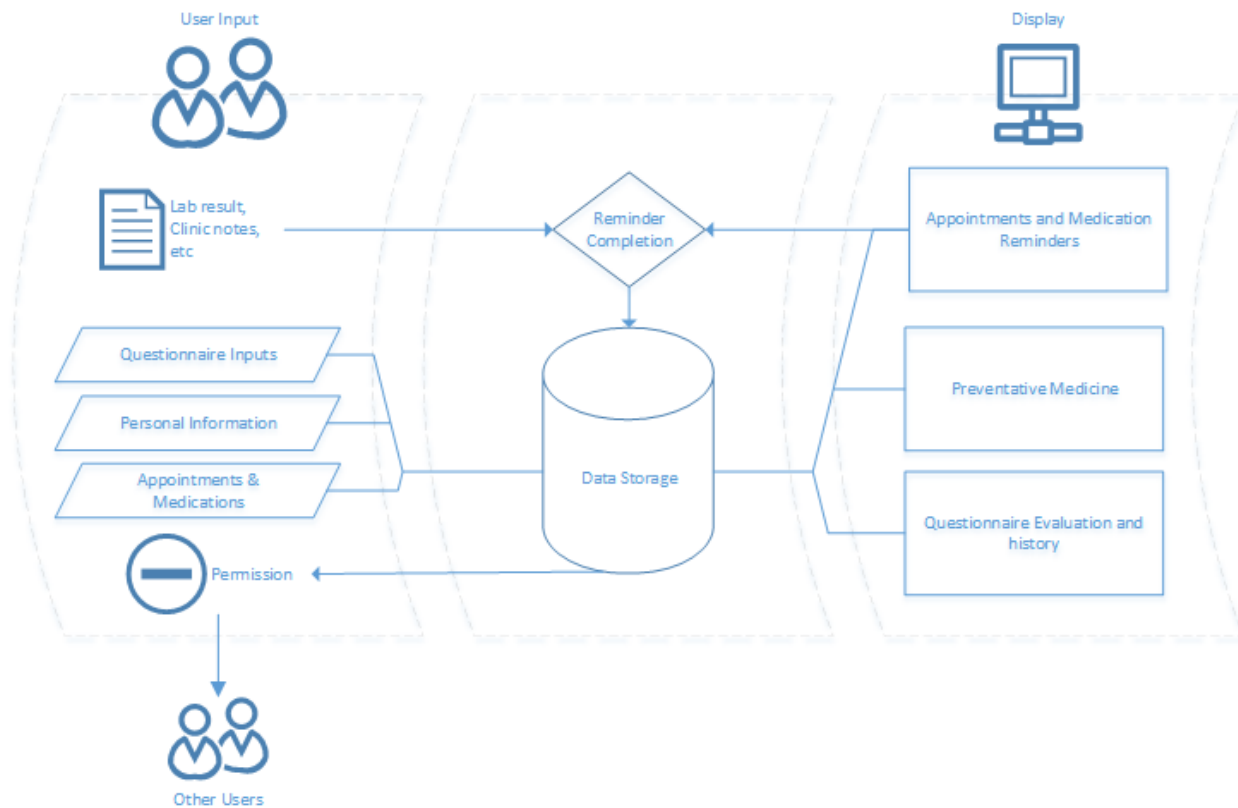 User Input
Display
Lab result,
Clinic notes,
etc
Reminder
Completion
Appointments and Medication
Reminders
Questionnaire Inputs
Personal Information
Appointments &
Medications
Data Storage
Preventative Medicine
Questionnaire Evaluation and
history
Permission
Other Users